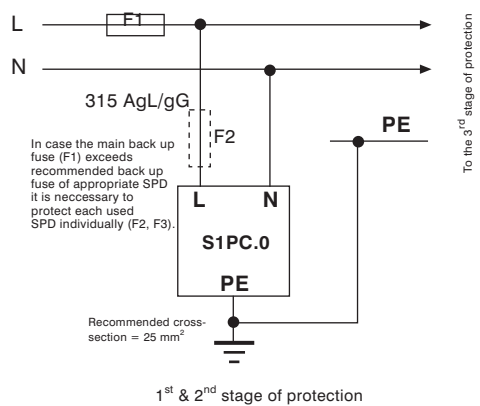 L
F1
N
315 AgL/gG
F2
PE
To the 3rd stage of protection
In case the main back up
fuse (F1) exceeds
recommended back up
fuse of appropriate SPD
it is neccessary to
protect each used
SPD individually (F2, F3).
L N
S1PC.0
PE
Recommended cross-
section = 25 mm²
1st & 2nd stage of protection